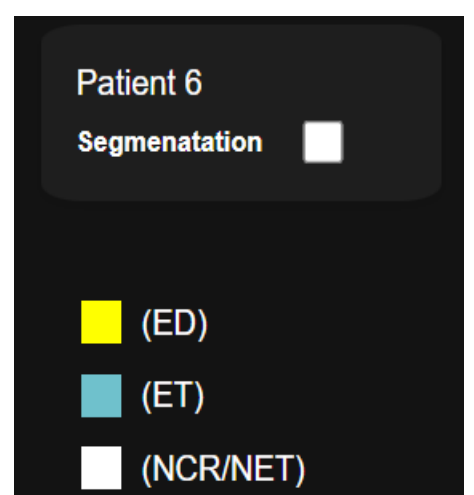 Patient 6
Segmenatation
(ED)
(ET)
(NCR/NET)